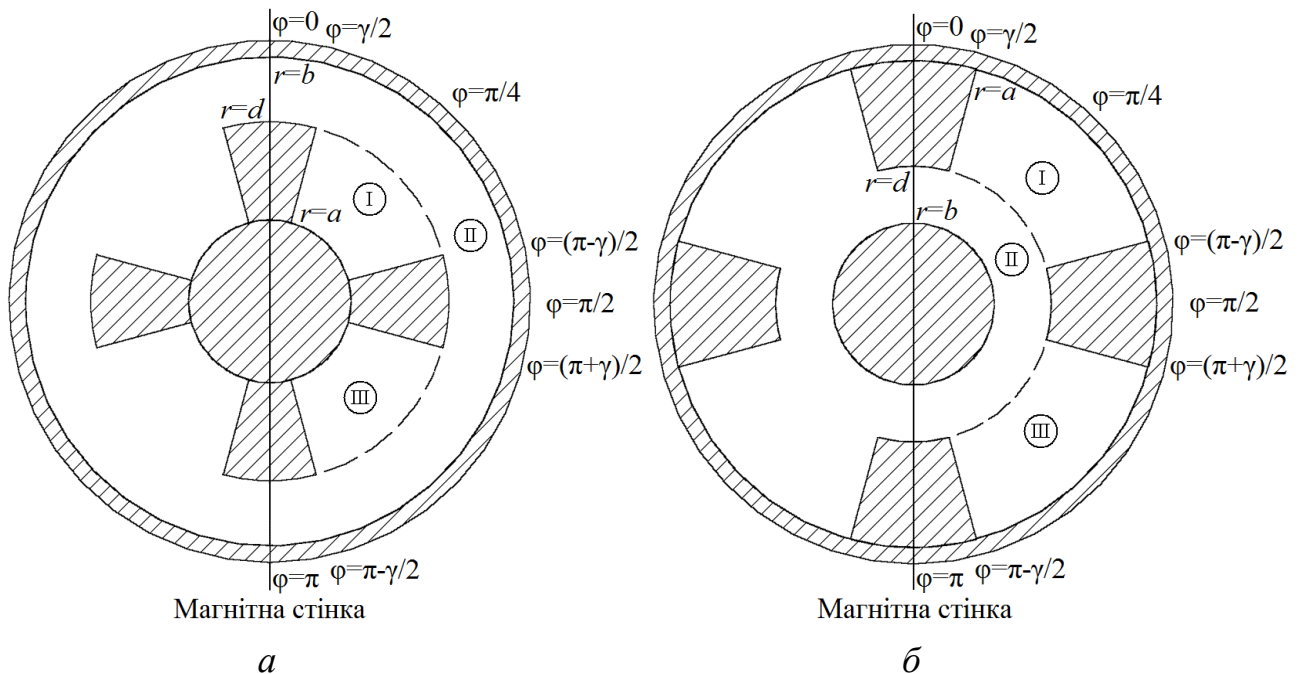 φ=0 φ=γ/2
r=b
φ=π/4
r=d
I
r=a
II
φ=(π-γ)/2
φ=π/2
φ=(π+γ)/2
III
φ=π φ=π-γ/2
Магнітна стінка
а
φ=0 φ=γ/2
r=a
φ=π/4
I
r=d
r=b
II
φ=(π-γ)/2
φ=π/2
φ=(π+γ)/2
III
φ=π φ=π-γ/2
Магнітна стінка
б